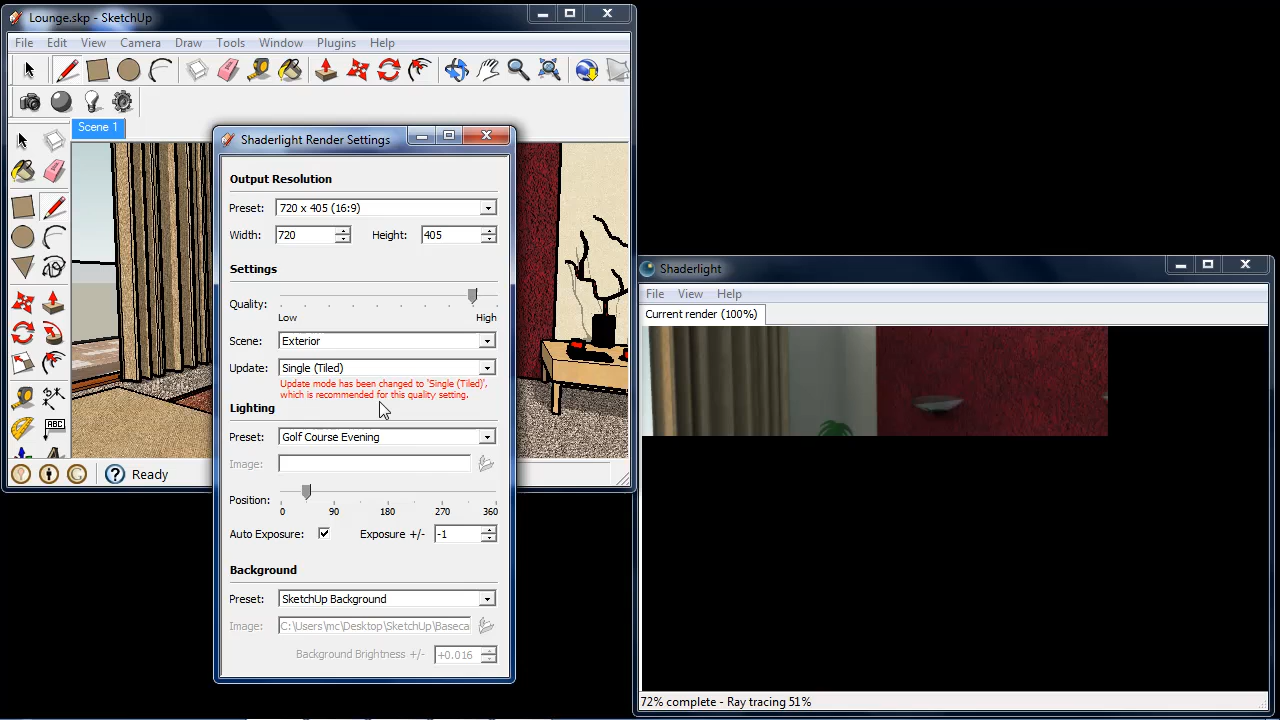 Lounge.skp - SketchUp
File Edit View Camera Draw Tools Window Plugins Help
Scene 1
ABC
Ready
Shaderlight Render Settings
Output Resolution
Preset: 720 x 405 (16:9)
Width: 720 Height: 405
Settings
Quality:
Low High
Scene: Exterior
Update: Single (Tiled)
Update mode has been changed to 'Single (Tiled)',
which is recommended for this quality setting.
Lighting
Preset: Golf Course Evening
Image:
Position:
0 90 180 270 360
Auto Exposure: Exposure +/- -1
Background
Preset: SketchUp Background
Image: C:\Users\mc\Desktop\SketchUp\Baseca
Background Brightness +/- +0.016
Shaderlight
File View Help
Current render (100%)
72% complete - Ray tracing 51%